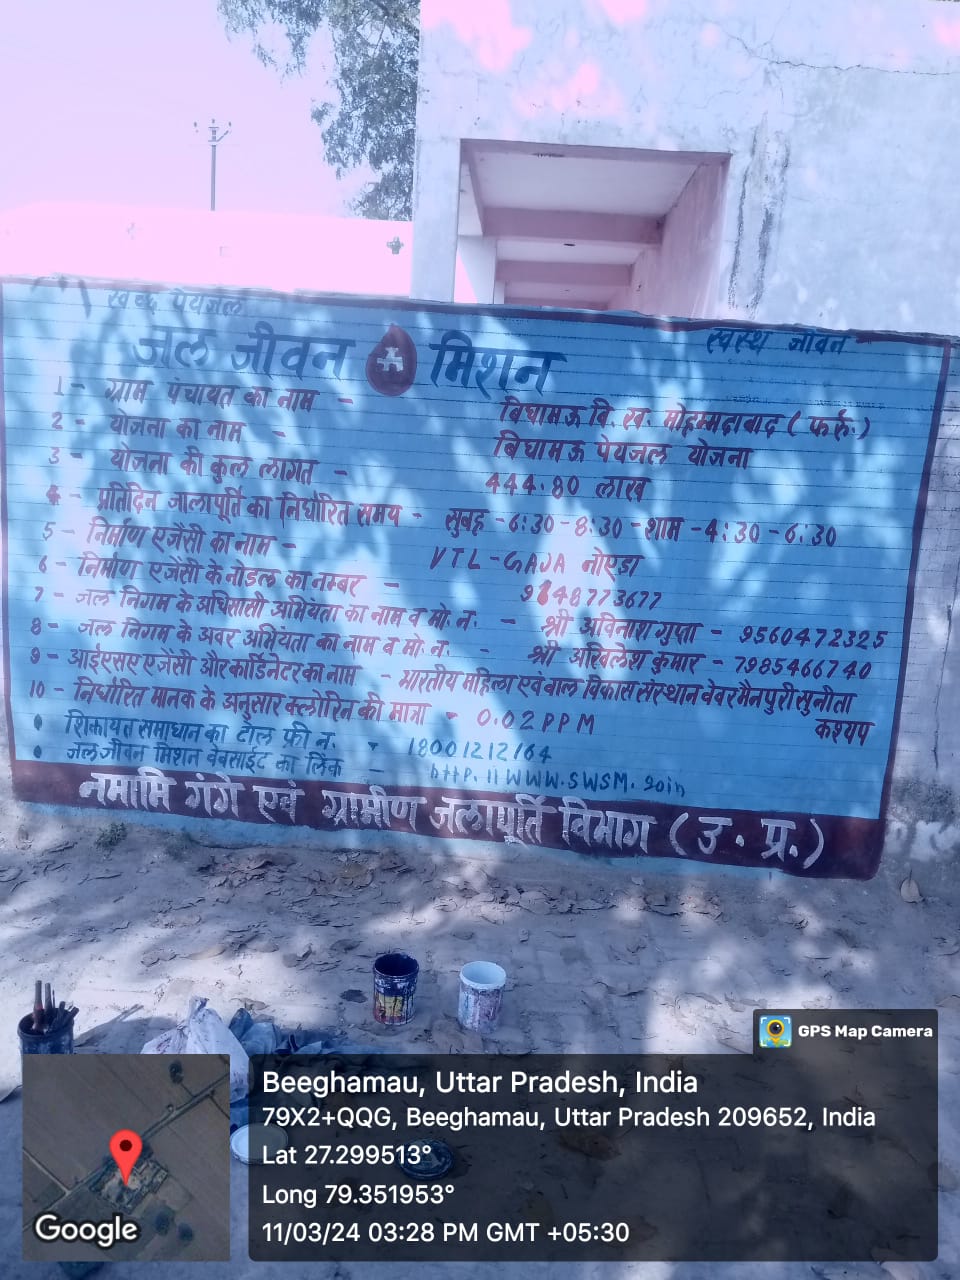 स्वच्छ पेयजल
स्वस्थ जीवन
जल जीवन मिशन
1 - ग्राम पंचायत का नाम - बिघामऊ वि. ख. मोहम्मदाबाद ( फर्रु॰ )
2 - योजना का नाम - बिघामऊ पेयजल योजना
3 - योजना की कुल लागत - 444.80 लाख
4 - प्रतिदिन जालापूर्ति का निर्धारित समय - सुबह - 6:30 - 8:30 - शाम - 4:30 - 6:30
5 - निर्माण एजेंसी का नाम - VTL - GAJA नोएडा
6 - निर्माण एजेंसी के नोडल का नम्बर - 9648773677
7 - जल निगम के अधिसासी अभियंता का नाम व मो. न. - श्री अविनाश गुप्ता - 9560472325
8 - जल निगम के अवर अभियंता का नाम व मो. न. - श्री अखिलेश कुमार - 7985466740
9 - आईएसए एजेंसी और कार्डिनेटर का नाम - भारतीय महिला एवं बाल विकास संस्थान वेवर मैनपुरी सुनीता
कश्यप
10 - निर्धारित मानक के अनुसार क्लोरिन की मात्रा - 0.02 PPM
• शिकायत समाधान का टोल फ्री न. - 18001212164
• जल जीवन मिशन वेबसाईट का लिंक - http. 11 WWW.SWSM. goin
नमामि गंगे एवं ग्रामीण जलापूर्ति विभाग ( उ . प्र. )
GPS Map Camera
Beeghamau, Uttar Pradesh, India
79X2+QQG, Beeghamau, Uttar Pradesh 209652, India
Lat 27.299513°
Long 79.351953°
11/03/24 03:28 PM GMT +05:30
Google